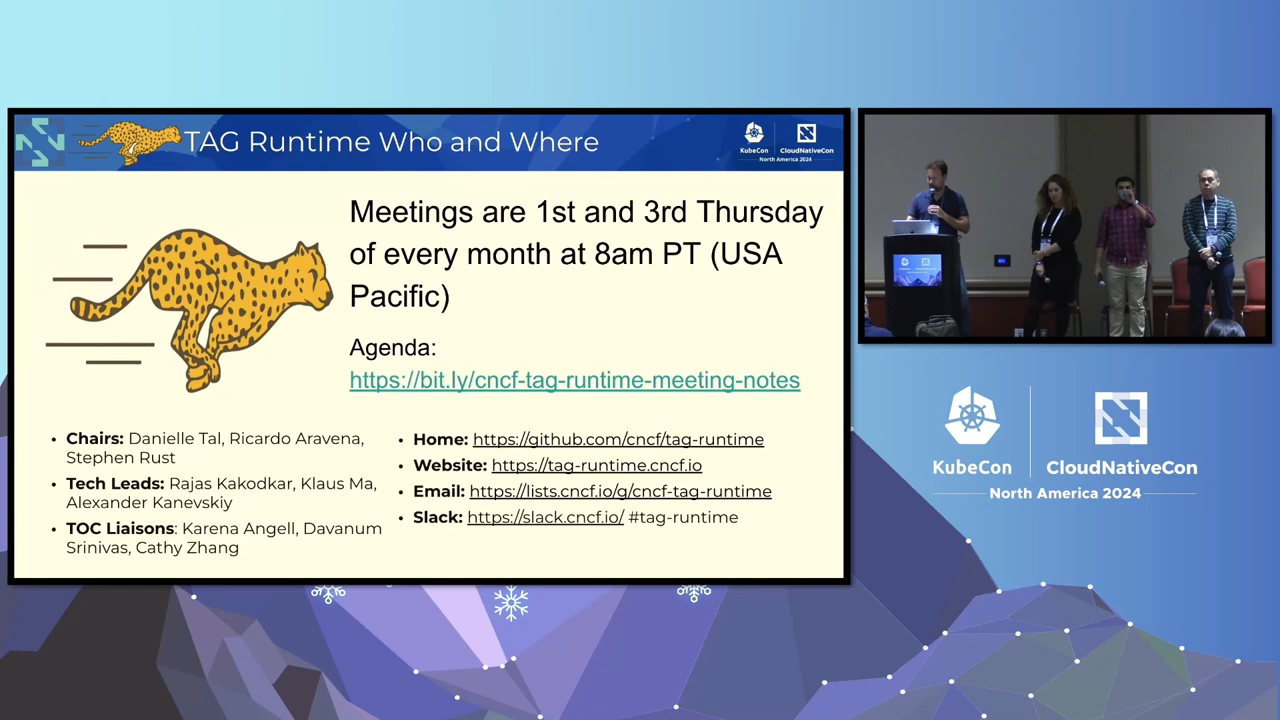 TAG Runtime Who and Where
KubeCon
CloudNativeCon
North America 2024
Meetings are 1st and 3rd Thursday
of every month at 8am PT (USA
Pacific)
Agenda:
https://bit.ly/cncf-tag-runtime-meeting-notes
• Chairs: Danielle Tal, Ricardo Aravena,
Stephen Rust
• Tech Leads: Rajas Kakodkar, Klaus Ma,
Alexander Kanevskiy
• TOC Liaisons: Karena Angell, Davanum
Srinivas, Cathy Zhang
• Home: https://github.com/cncf/tag-runtime
• Website: https://tag-runtime.cncf.io
• Email: https://lists.cncf.io/g/cncf-tag-runtime
• Slack: https://slack.cncf.io/ #tag-runtime
KubeCon
CloudNativeCon
North America 2024